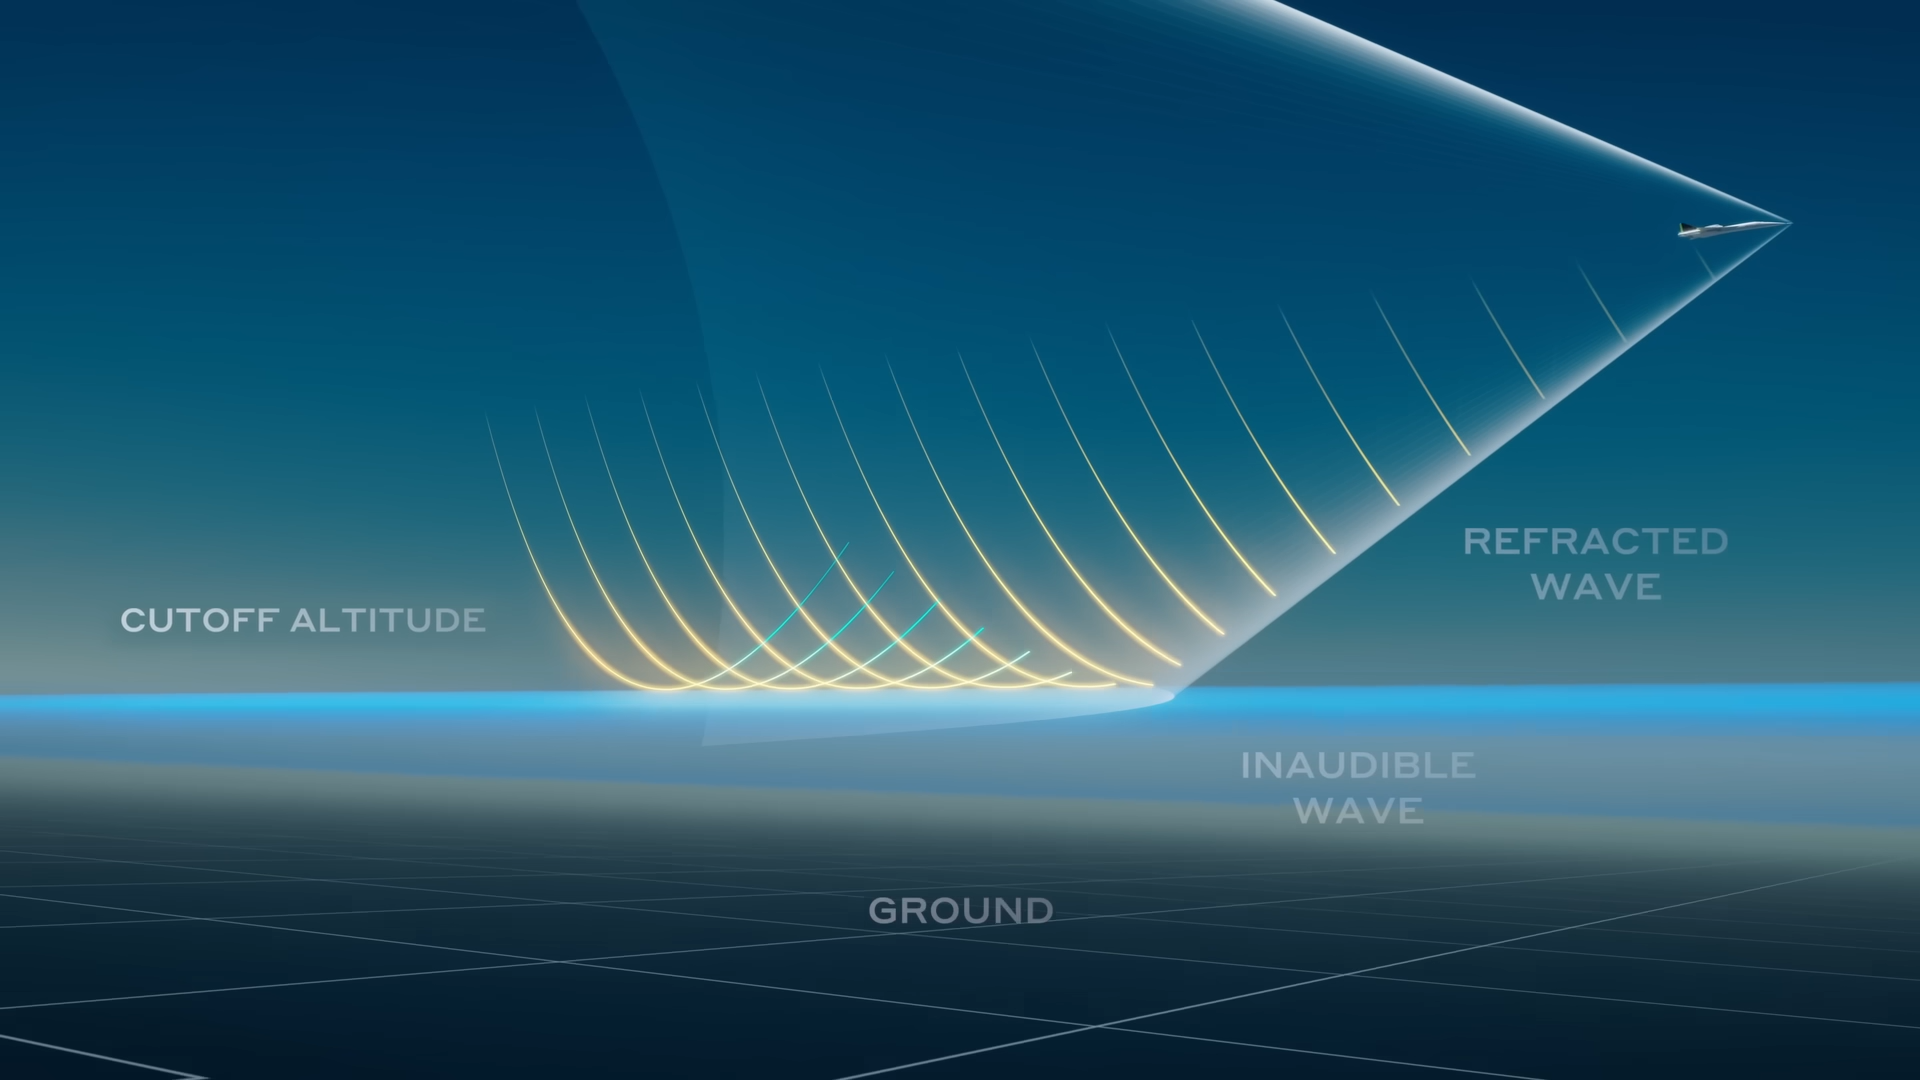 REFRACTED
WAVE
CUTOFF ALTITUDE
INAUDIBLE
WAVE
GROUND